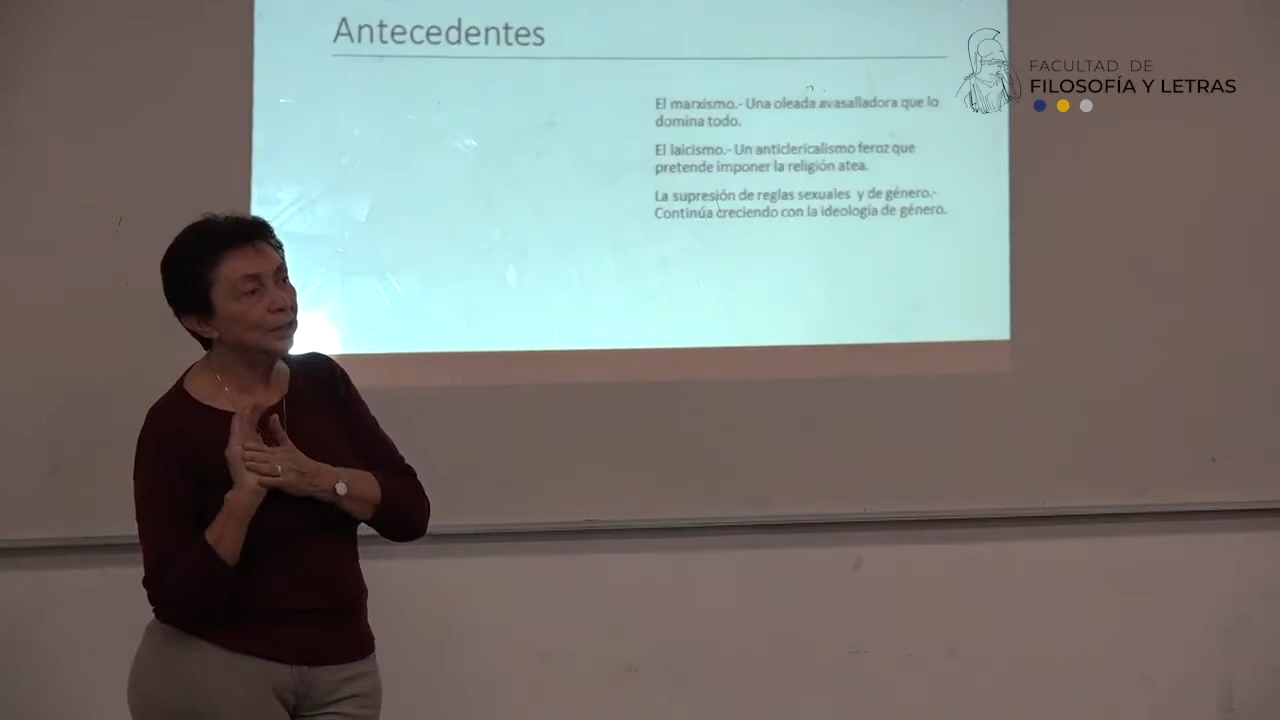 Antecedentes
FACULTAD DE
FILOSOFÍA Y LETRAS
El marxismo.- Una oleada avasalladora que lo
domina todo.
El laicismo.- Un anticlericalismo feroz que
pretende imponer la religión atea.
La supresión de reglas sexuales y de género.-
Continúa creciendo con la ideología de género.